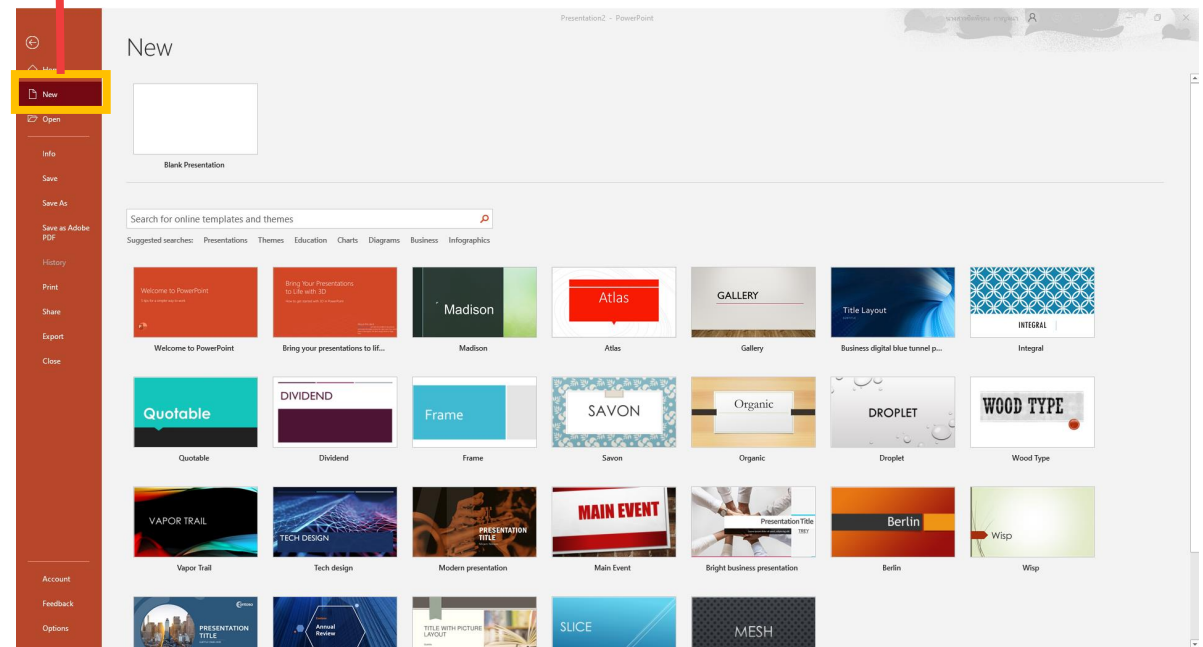 Presentation2 - PowerPoint
New
New
Open
Info
Save
Save As
Save as Adobe
PDF
History
Print
Share
Export
Close
Account
Feedback
Options
Blank Presentation
Search for online templates and themes
Suggested searches: Presentations Themes Education Charts Diagrams Business Infographics
Welcome to PowerPoint
Bring Your Presentations
to Life with 3D
Madison
Atlas
GALLERY
Title Layout
INTEGRAL
Welcome to PowerPoint
Bring your presentations to lif...
Madison
Atlas
Gallery
Business digital blue tunnel p...
Integral
Quotable
DIVIDEND
Frame
SAVON
Organic
DROPLET
WOOD TYPE
Quotable
Dividend
Frame
Savon
Organic
Droplet
Wood Type
VAPOR TRAIL
TECH DESIGN
PRESENTATION
TITLE
MAIN EVENT
Presentation Title
TREY
Berlin
Wisp
Vapor Trail
Tech design
Modern presentation
Main Event
Bright business presentation
Berlin
Wisp
Contoso
PRESENTATION
TITLE
Annual
Review
TITLE WITH PICTURE
LAYOUT
SLICE
MESH